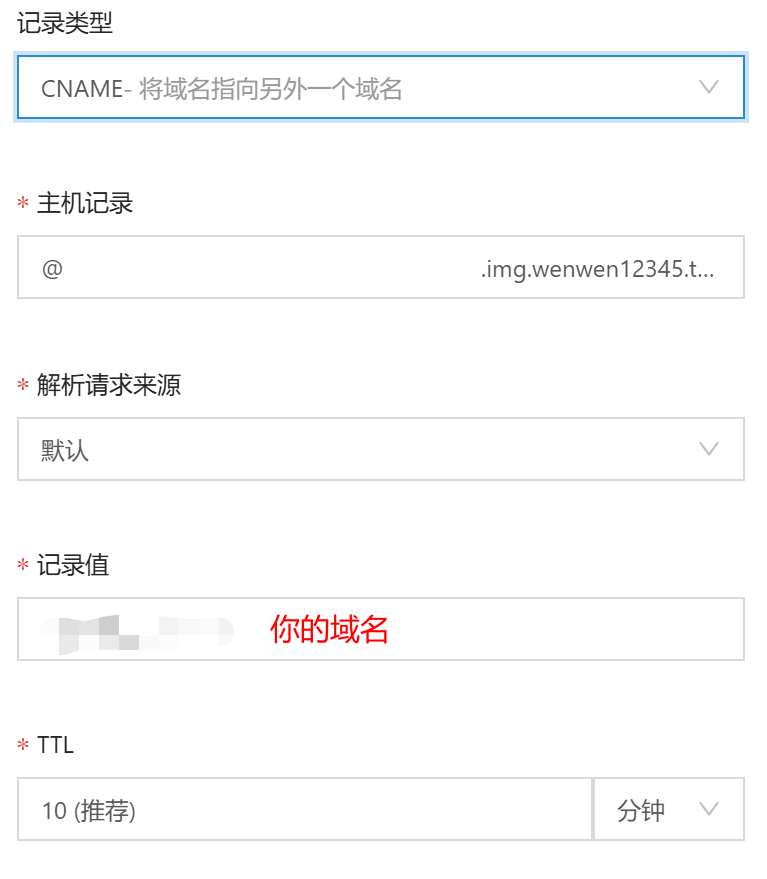 记录类型
CNAME- 将域名指向另外一个域名
* 主机记录
@ .img.wenwen12345.t...
* 解析请求来源
默认
* 记录值
你的域名
* TTL
10 (推荐) 分钟